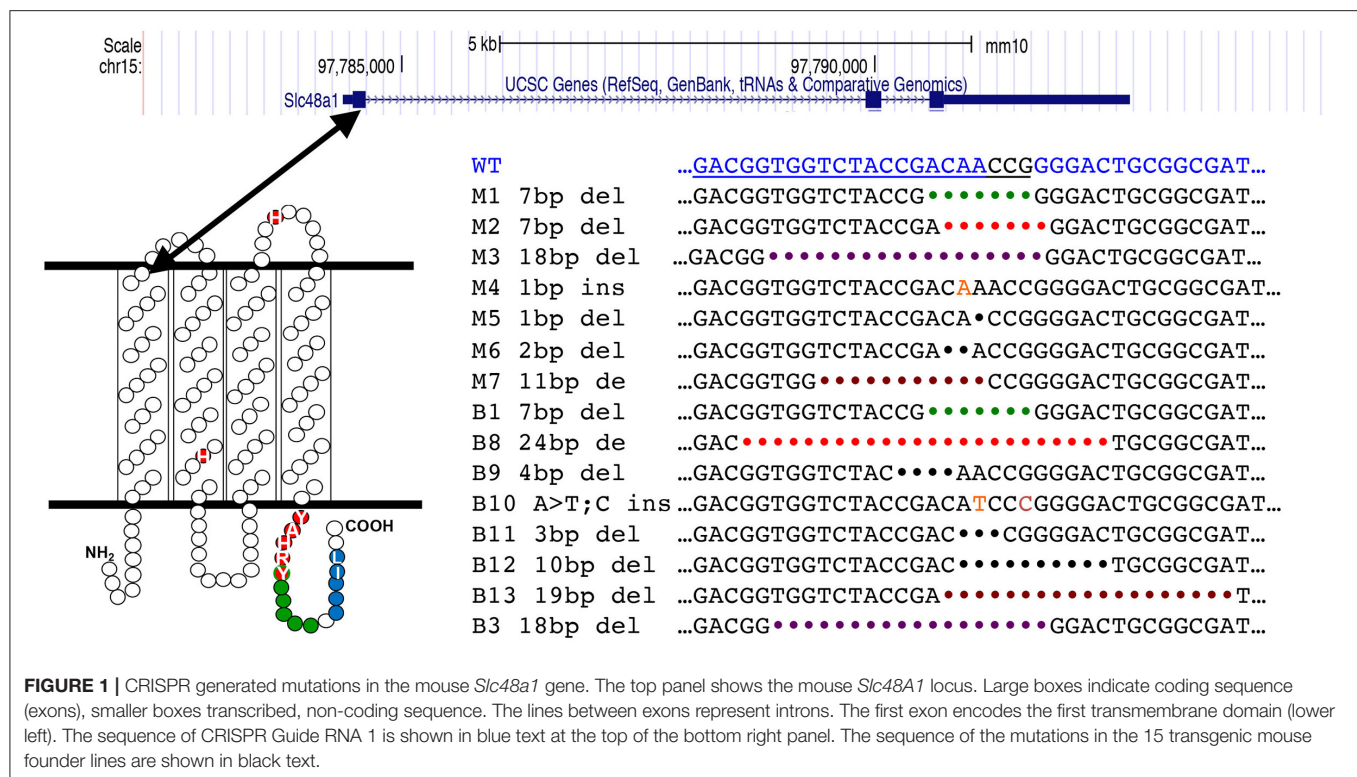 Scale
chr15:
5 kb
mm10
97,785,000
97,790,000
UCSC Genes (RefSeq, GenBank, tRNAs & Comparative Genomics)
Slc48a1
H
H
Y
A
H
R
Y
COOH
L
I
NH2
WT …GACGGTGGTCTACCGACAACCGGGGACTGCGGCGAT…
M1 7bp del …GACGGTGGTCTACCG•••••••GGGACTGCGGCGAT…
M2 7bp del …GACGGTGGTCTACCGA•••••••GGACTGCGGCGAT…
M3 18bp del …GACGG••••••••••••••••••GGACTGCGGCGAT…
M4 1bp ins …GACGGTGGTCTACCGACAAACCGGGGACTGCGGCGAT…
M5 1bp del …GACGGTGGTCTACCGACA•CCGGGGACTGCGGCGAT…
M6 2bp del …GACGGTGGTCTACCGA••ACCGGGGACTGCGGCGAT…
M7 11bp de …GACGGTGG•••••••••••CCGGGGACTGCGGCGAT…
B1 7bp del …GACGGTGGTCTACCG•••••••GGGACTGCGGCGAT…
B8 24bp de …GAC••••••••••••••••••••••••TGCGGCGAT…
B9 4bp del …GACGGTGGTCTAC••••AACCGGGGACTGCGGCGAT…
B10 A>T;C ins …GACGGTGGTCTACCGACATCCCGGGGACTGCGGCGAT…
B11 3bp del …GACGGTGGTCTACCGAC•••CGGGGACTGCGGCGAT…
B12 10bp del …GACGGTGGTCTACCGAC••••••••••TGCGGCGAT…
B13 19bp del …GACGGTGGTCTACCGA•••••••••••••••••••T…
B3 18bp del …GACGG••••••••••••••••••GGACTGCGGCGAT…
FIGURE 1 | CRISPR generated mutations in the mouse Slc48a1 gene. The top panel shows the mouse Slc48A1 locus. Large boxes indicate coding sequence
(exons), smaller boxes transcribed, non-coding sequence. The lines between exons represent introns. The first exon encodes the first transmembrane domain (lower
left). The sequence of CRISPR Guide RNA 1 is shown in blue text at the top of the bottom right panel. The sequence of the mutations in the 15 transgenic mouse
founder lines are shown in black text.